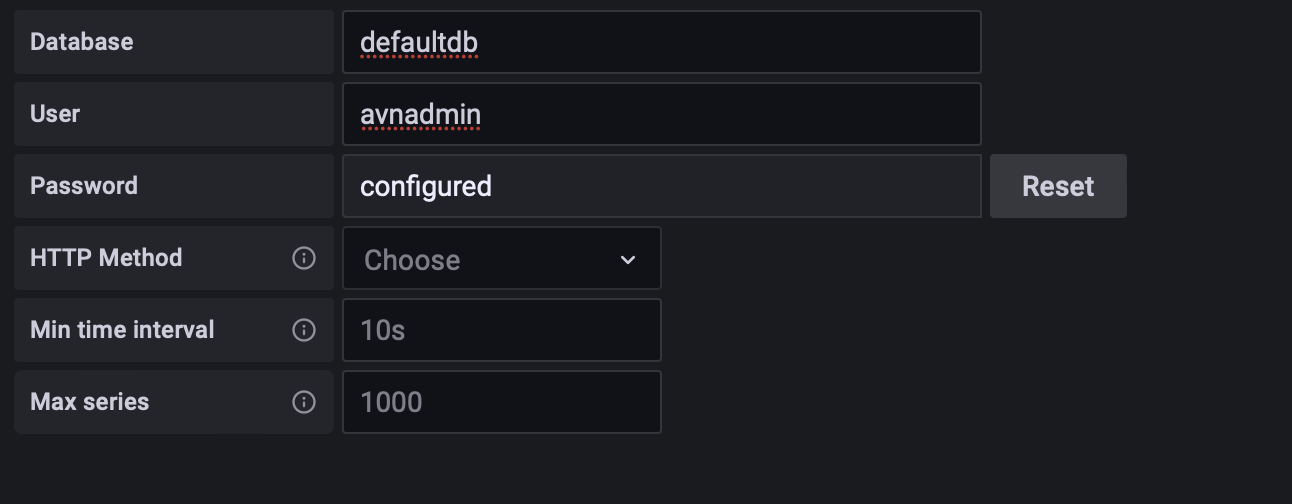 Database defaultdb
User avnadmin
Password configured Reset
HTTP Method Choose
Min time interval 10s
Max series 1000